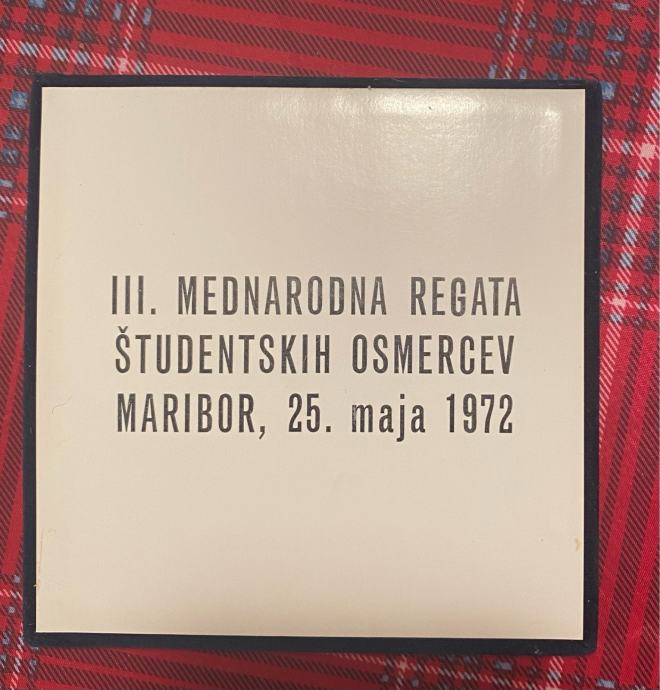 III. MEDNARODNA REGATA
ŠTUDENTSKIH OSMERCEV
MARIBOR, 25. maja 1972